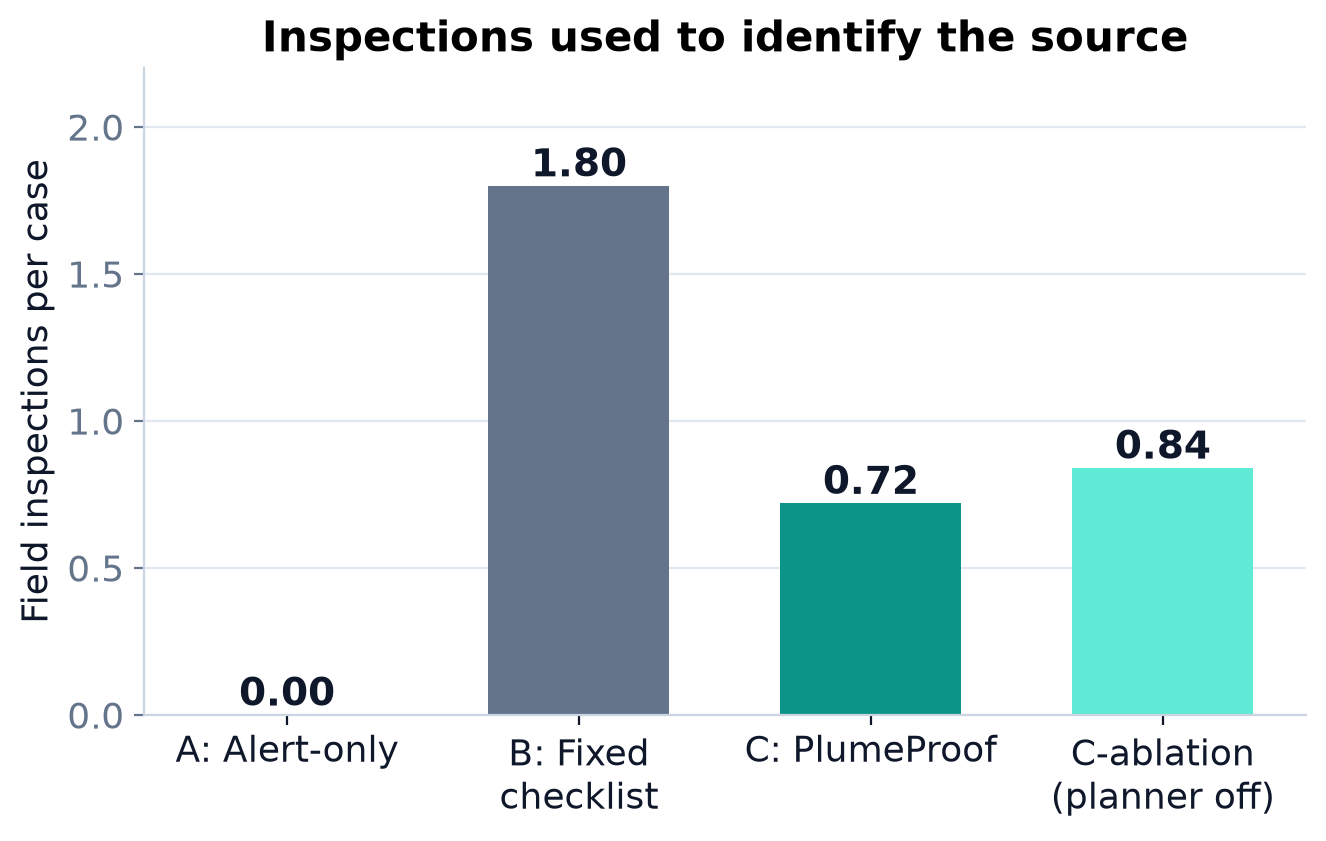 Inspections used to identify the source
Field inspections per case
2.0
1.5
1.0
0.5
0.0
0.00
1.80
0.72
0.84
A: Alert-only
B: Fixed
checklist
C: PlumeProof
C-ablation
(planner off)